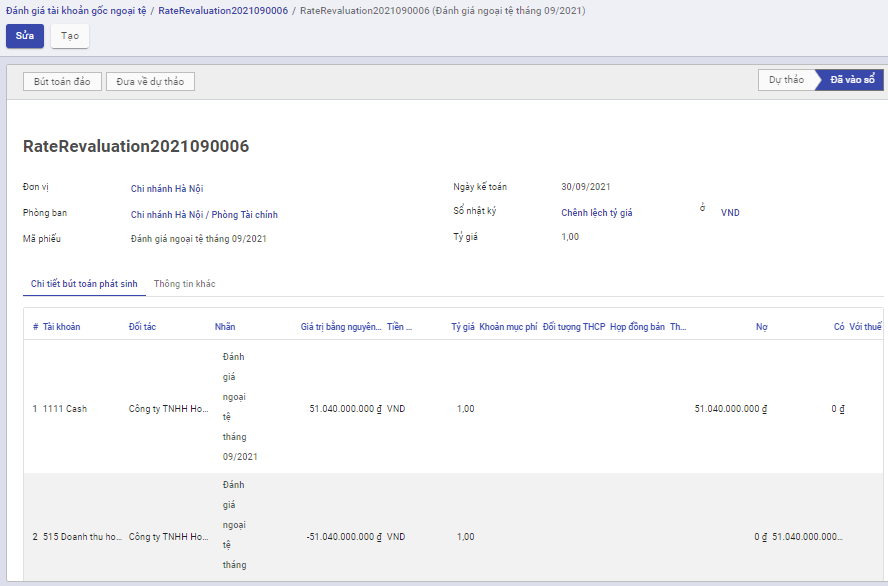 Đánh giá tài khoản gốc ngoại tệ / RateRevaluation2021090006 / RateRevaluation2021090006 (Đánh giá ngoại tệ tháng 09/2021)
Sửa Tạo
Bút toán đảo Đưa về dự thảo Dự thảo Đã vào sổ
RateRevaluation2021090006
Đơn vị Chi nhánh Hà Nội Ngày kế toán 30/09/2021
Phòng ban Chi nhánh Hà Nội / Phòng Tài chính Sổ nhật ký Chênh lệch tỷ giá ở VND
Mã phiếu Đánh giá ngoại tệ tháng 09/2021 Tỷ giá 1,00
Chi tiết bút toán phát sinh Thông tin khác
# Tài khoản Đối tác Nhãn Giá trị bằng nguyên... Tiền ... Tỷ giá Khoản mục phí Đối tượng THCP Hợp đồng bán Th... Nợ Có Với thuế
Đánh
giá
ngoại
1 1111 Cash Công ty TNHH Ho... tệ 51.040.000.000 ₫ VND 1,00 51.040.000.000 ₫ 0 ₫
tháng
09/2021
Đánh
giá
ngoại
2 515 Doanh thu ho... Công ty TNHH Ho... tệ -51.040.000.000 ₫ VND 1,00 0 ₫ 51.040.000.000...
tháng